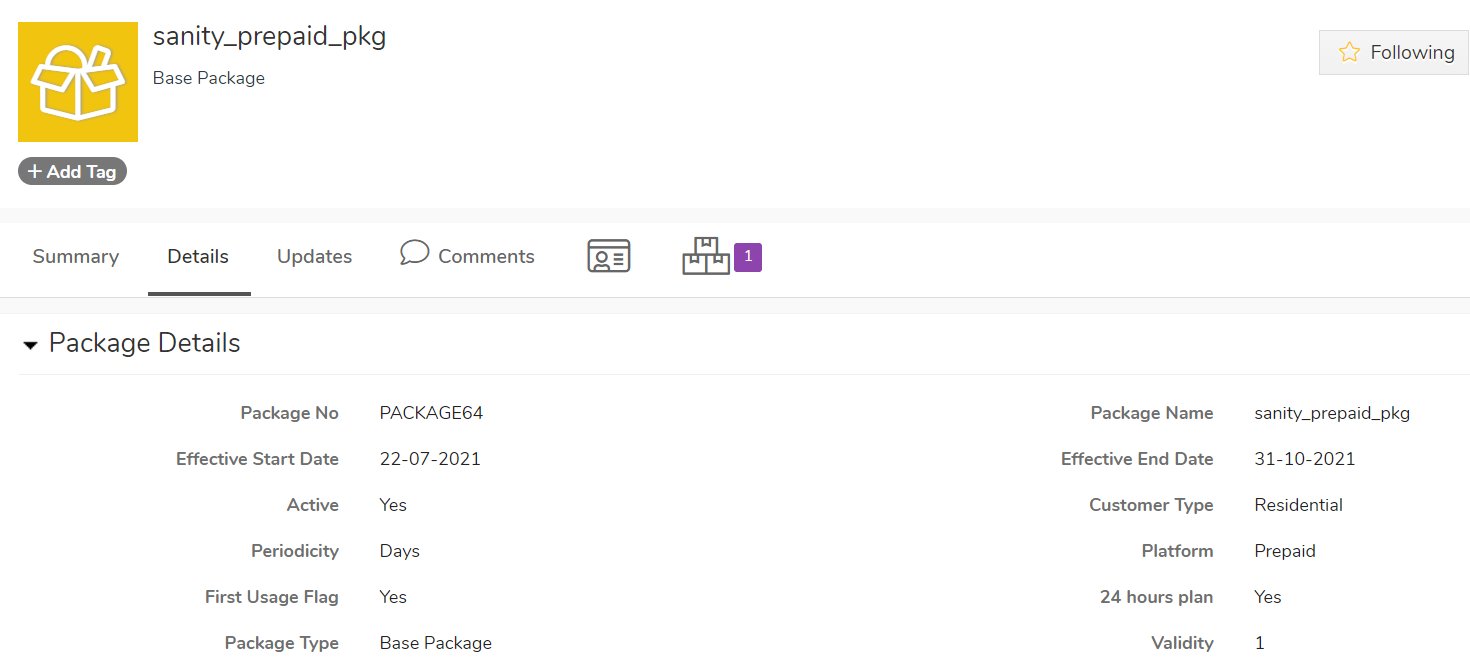 sanity_prepaid_pkg
Base Package
Following
+ Add Tag
Summary Details Updates Comments 1
Package Details
Package No PACKAGE64 Package Name sanity_prepaid_pkg
Effective Start Date 22-07-2021 Effective End Date 31-10-2021
Active Yes Customer Type Residential
Periodicity Days Platform Prepaid
First Usage Flag Yes 24 hours plan Yes
Package Type Base Package Validity 1